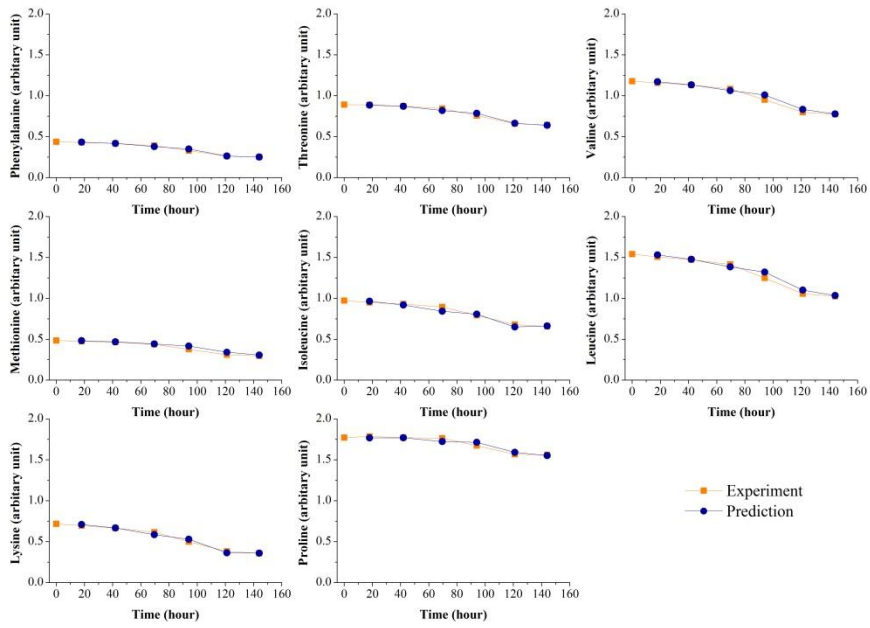 Phenylalanine (arbitary unit)
2.0
1.5
1.0
0.5
0.0
0 20 40 60 80 100 120 140 160
Time (hour)
Threonine (arbitary unit)
2.0
1.5
1.0
0.5
0.0
0 20 40 60 80 100 120 140 160
Time (hour)
Valine (arbitary unit)
2.0
1.5
1.0
0.5
0.0
0 20 40 60 80 100 120 140 160
Time (hour)
Methionine (arbitary unit)
2.0
1.5
1.0
0.5
0.0
0 20 40 60 80 100 120 140 160
Time (hour)
Isoleucine (arbitary unit)
2.0
1.5
1.0
0.5
0.0
0 20 40 60 80 100 120 140 160
Time (hour)
Leucine (arbitary unit)
2.0
1.5
1.0
0.5
0.0
0 20 40 60 80 100 120 140 160
Time (hour)
Lysine (arbitary unit)
2.0
1.5
1.0
0.5
0.0
0 20 40 60 80 100 120 140 160
Time (hour)
Proline (arbitary unit)
2.0
1.5
1.0
0.5
0.0
0 20 40 60 80 100 120 140 160
Time (hour)
Experiment
Prediction